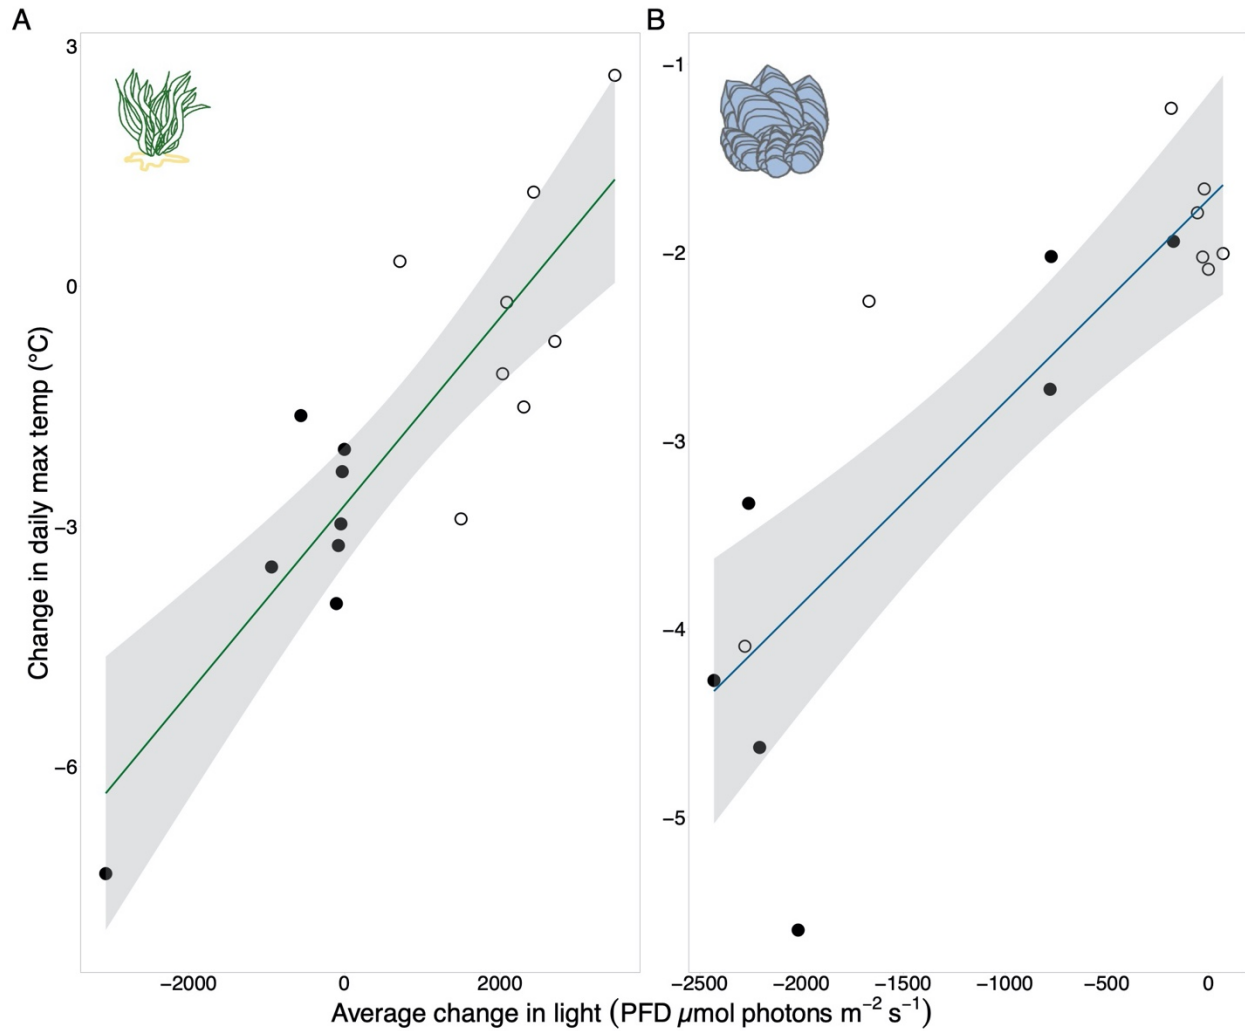 A
B
3
0
−3
−6
−1
−2
−3
−4
−5
Change in daily max temp (°C)
−2000 0 2000
−2500 −2000 −1500 −1000 −500 0
Average change in light (PFD μmol photons m⁻² s⁻¹)